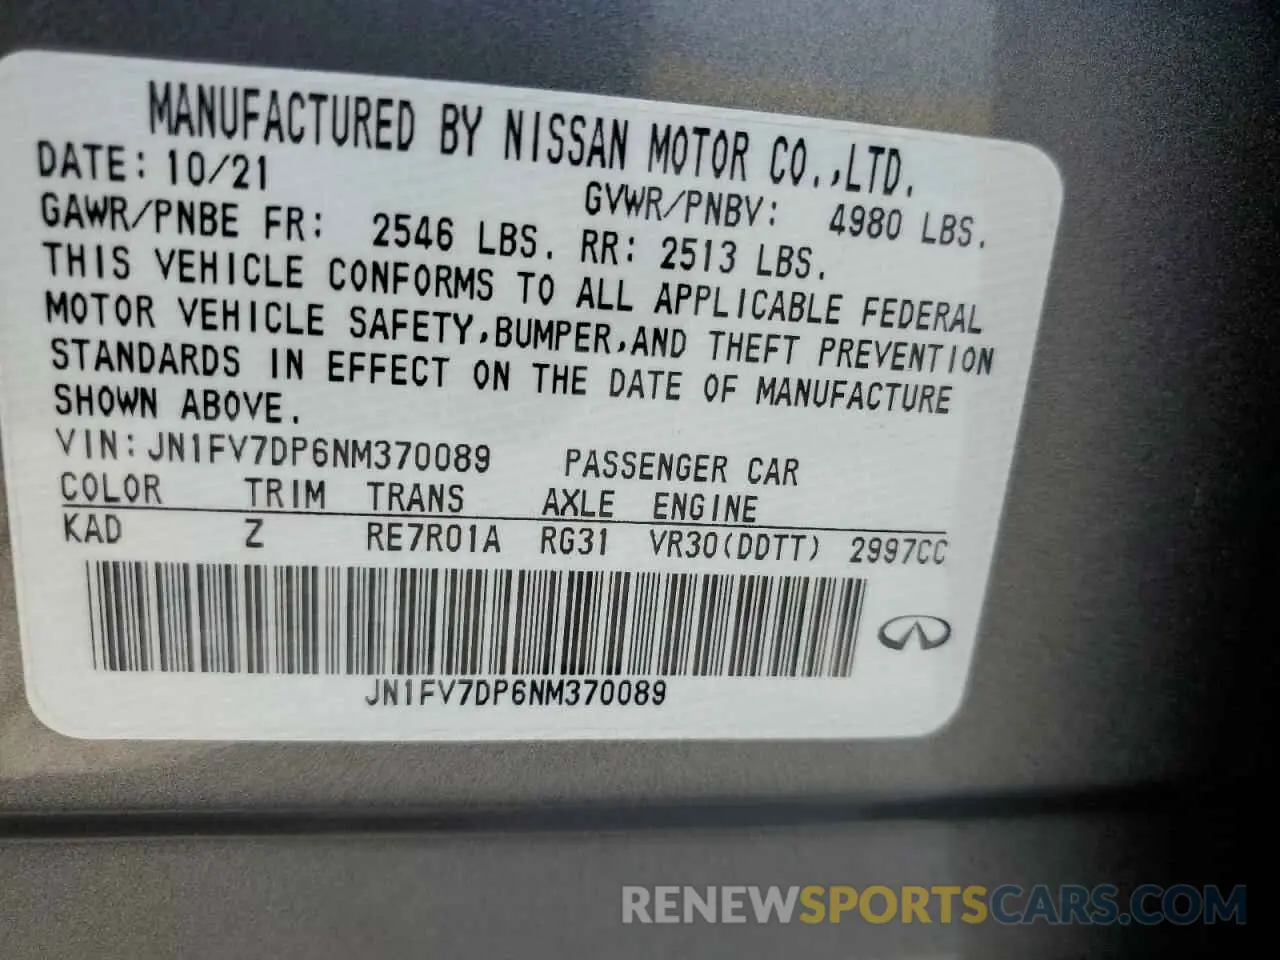 MANUFACTURED BY NISSAN MOTOR CO.,LTD.
DATE: 10/21 GVWR/PNBV: 4980 LBS.
GAWR/PNBE FR: 2546 LBS. RR: 2513 LBS.
THIS VEHICLE CONFORMS TO ALL APPLICABLE FEDERAL
MOTOR VEHICLE SAFETY,BUMPER,AND THEFT PREVENTION
STANDARDS IN EFFECT ON THE DATE OF MANUFACTURE
SHOWN ABOVE.
VIN: JN1FV7DP6NM370089 PASSENGER CAR
COLOR TRIM TRANS AXLE ENGINE
KAD Z RE7R01A RG31 VR30(DDTT) 2997CC
JN1FV7DP6NM370089
RENEWSPORTSCARS.COM